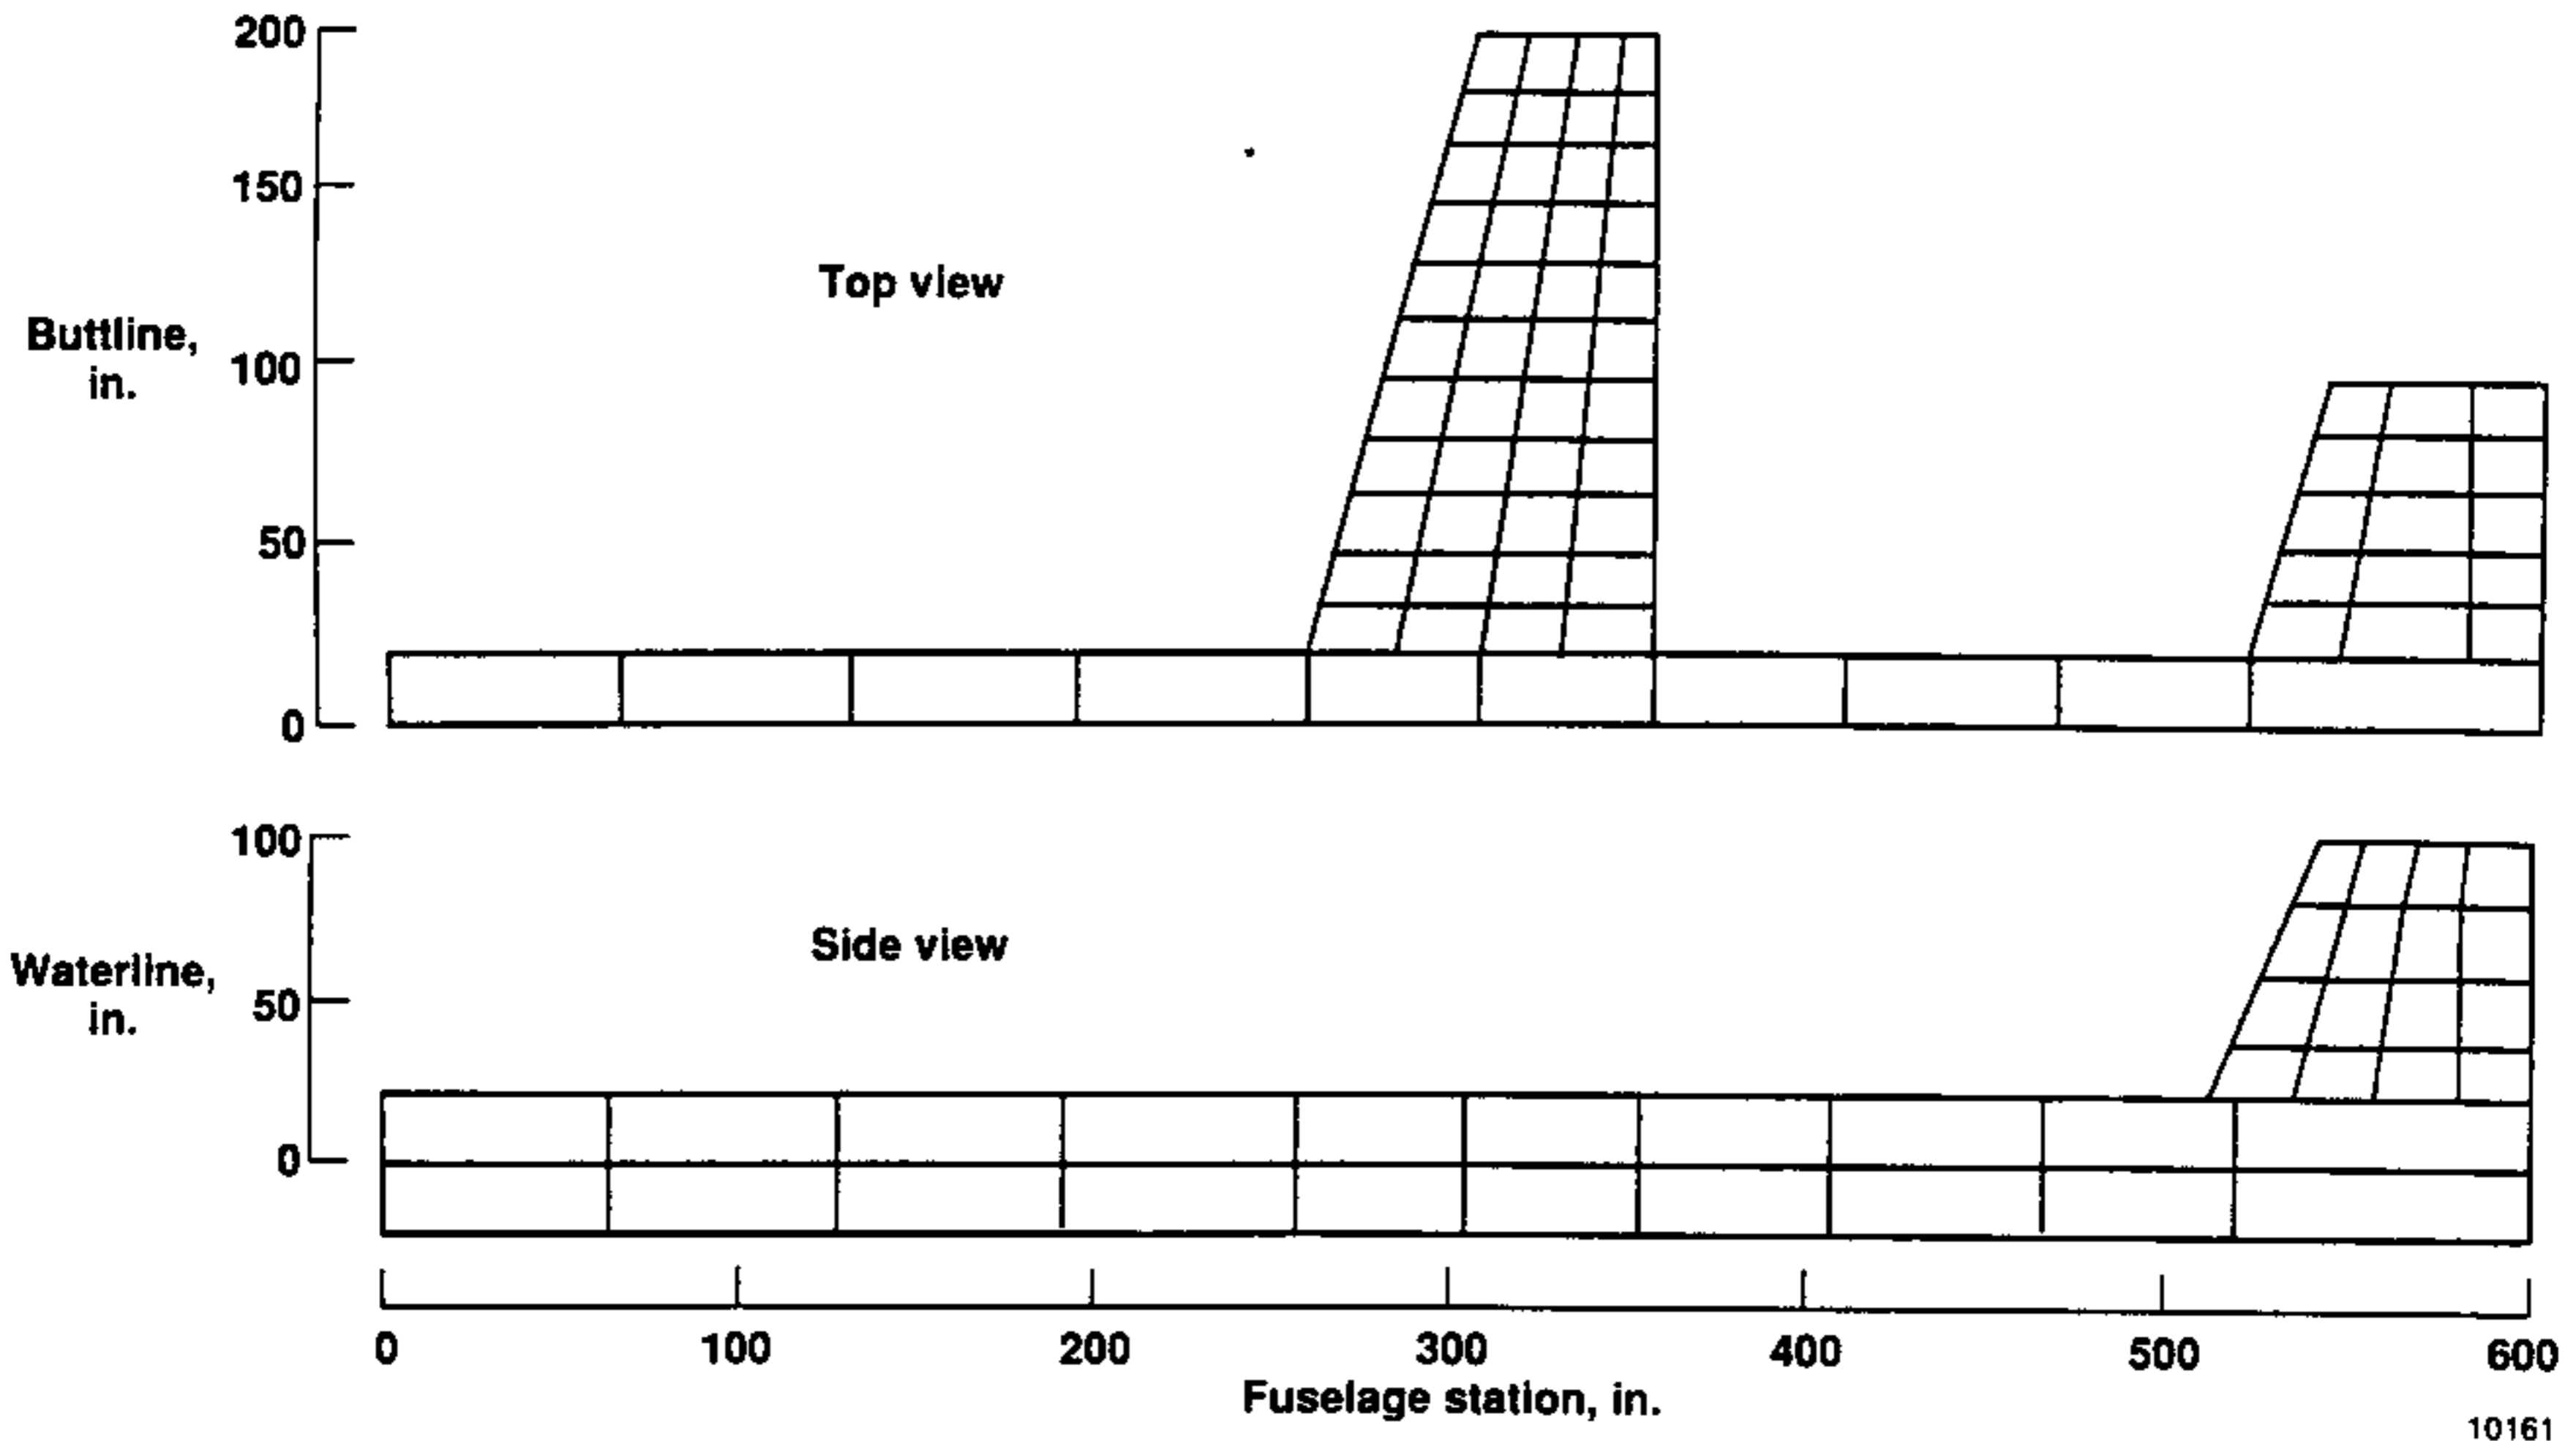 200
150
Top view
Buttline,
in.
100
50
0
100
Side view
Waterline,
in.
50
0
0 100 200 300 400 500 600
Fuselage station, in.
10161